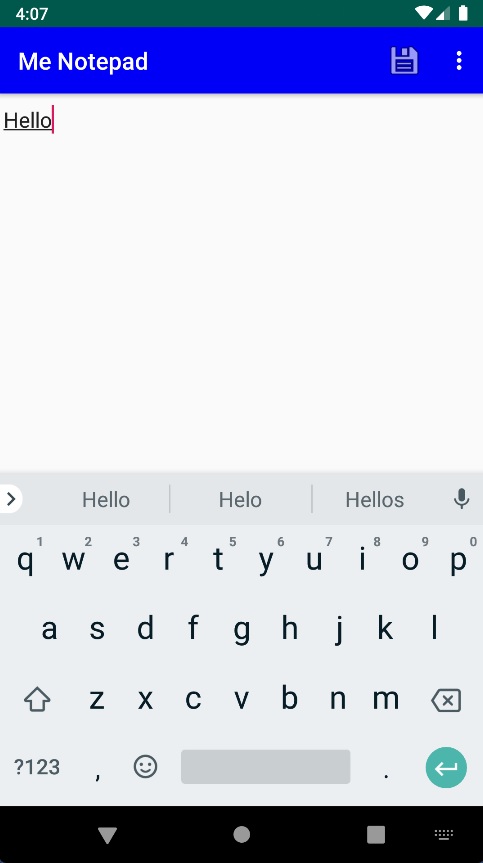 4:07
Me Notepad
Hello
Hello Helo Hellos
1 2 3 4 5 6 7 8 9 0
q w e r t y u i o p
a s d f g h j k l
z x c v b n m
?123 , .